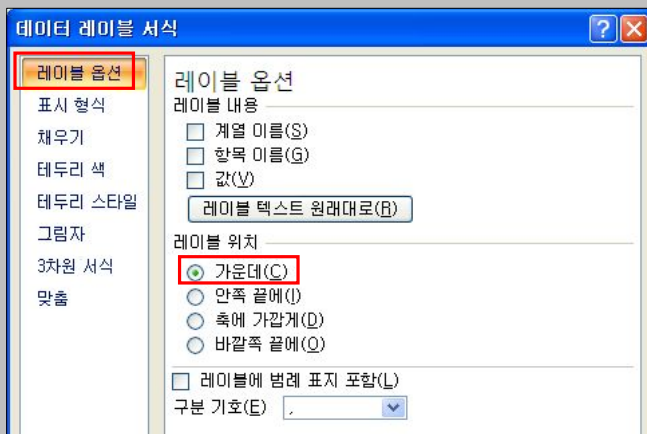 데이터 레이블 서식
레이블 옵션
표시 형식
채우기
테두리 색
테두리 스타일
그림자
3차원 서식
맞춤
레이블 옵션
레이블 내용
계열 이름(S)
항목 이름(G)
값(V)
레이블 텍스트 원래대로(R)
레이블 위치
가운데(C)
안쪽 끝에(I)
축에 가깝게(D)
바깥쪽 끝에(O)
레이블에 범례 표지 포함(L)
구분 기호(E) ,